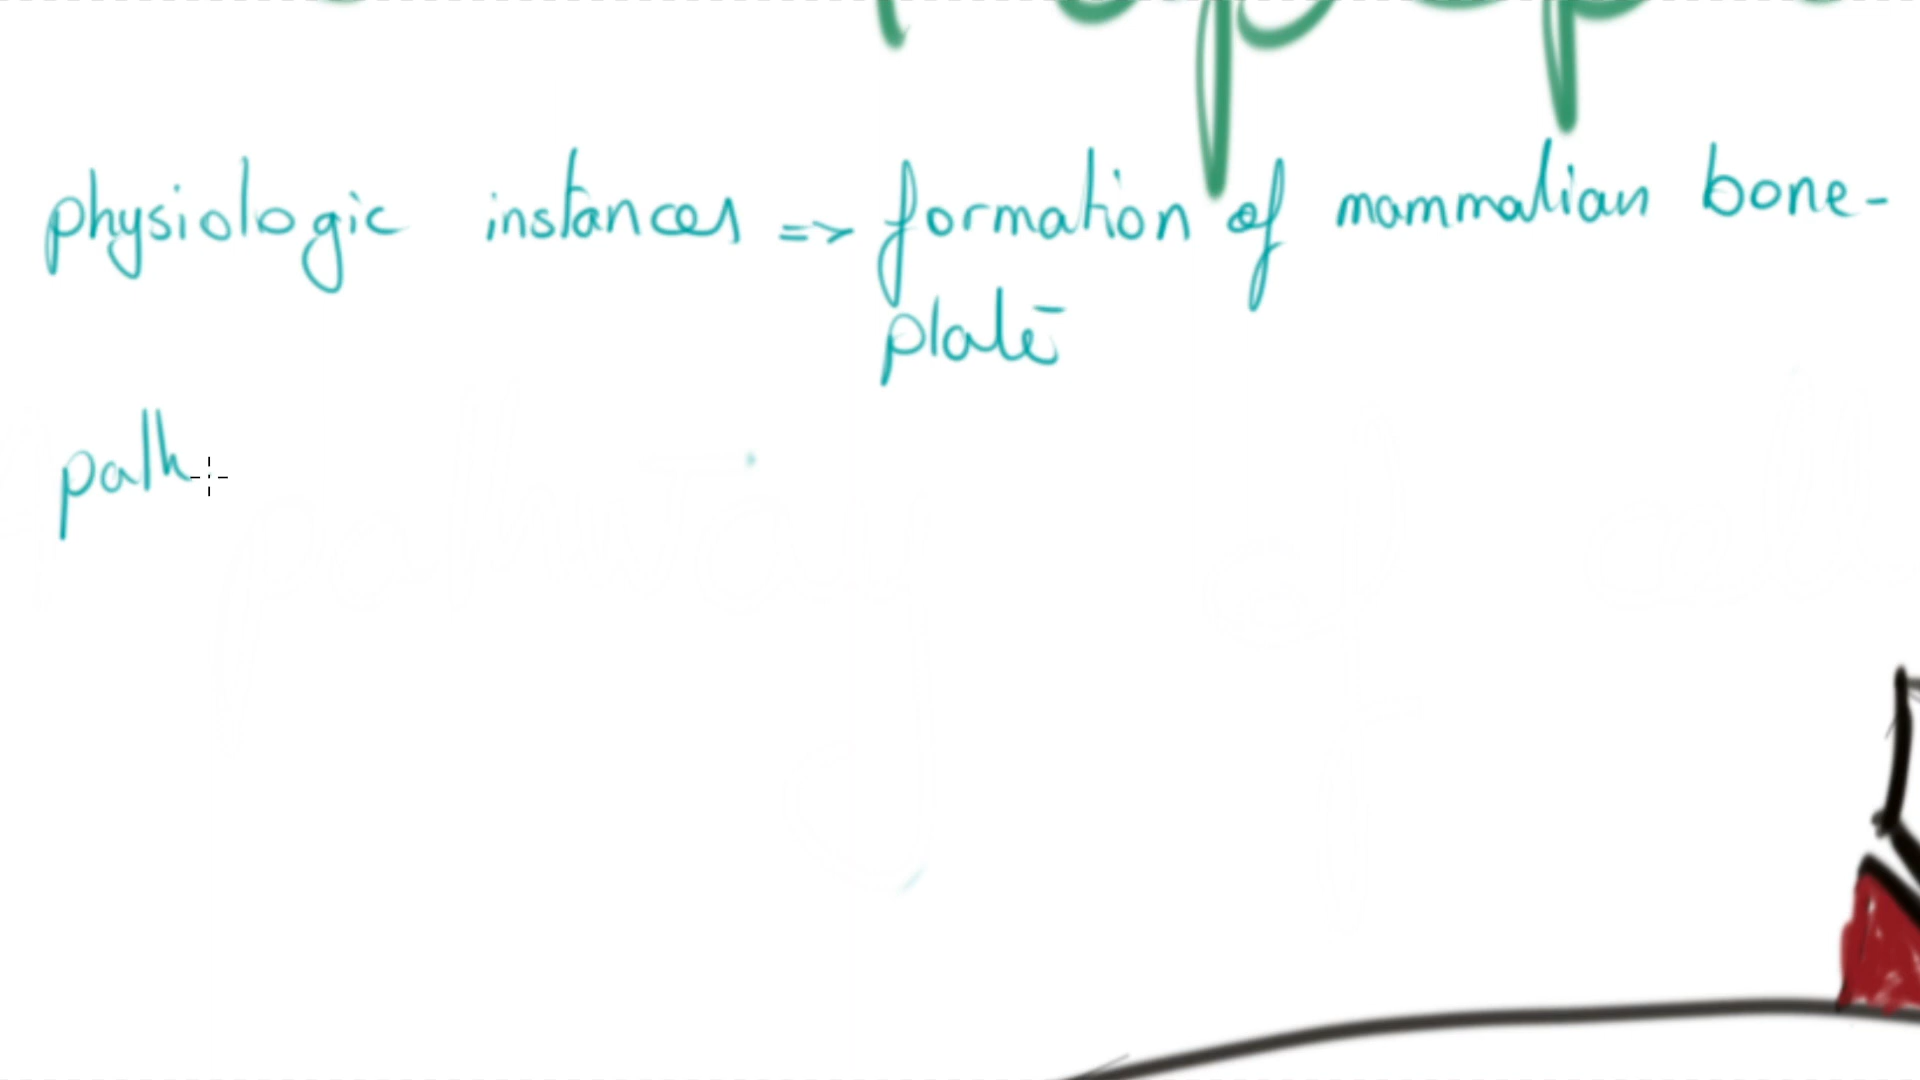 physiologic instances => formation of mammalian bone-
plate
path